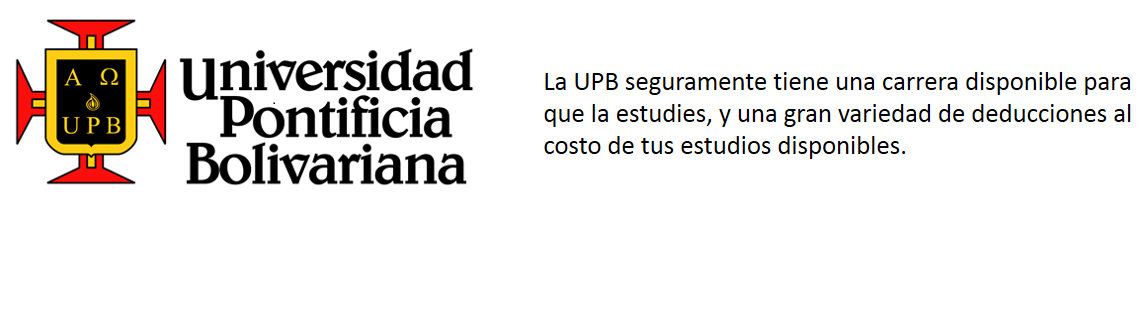 Α Ω
UPB
Universidad
Pontificia
Bolivariana
La UPB seguramente tiene una carrera disponible para
que la estudies, y una gran variedad de deducciones al
costo de tus estudios disponibles.